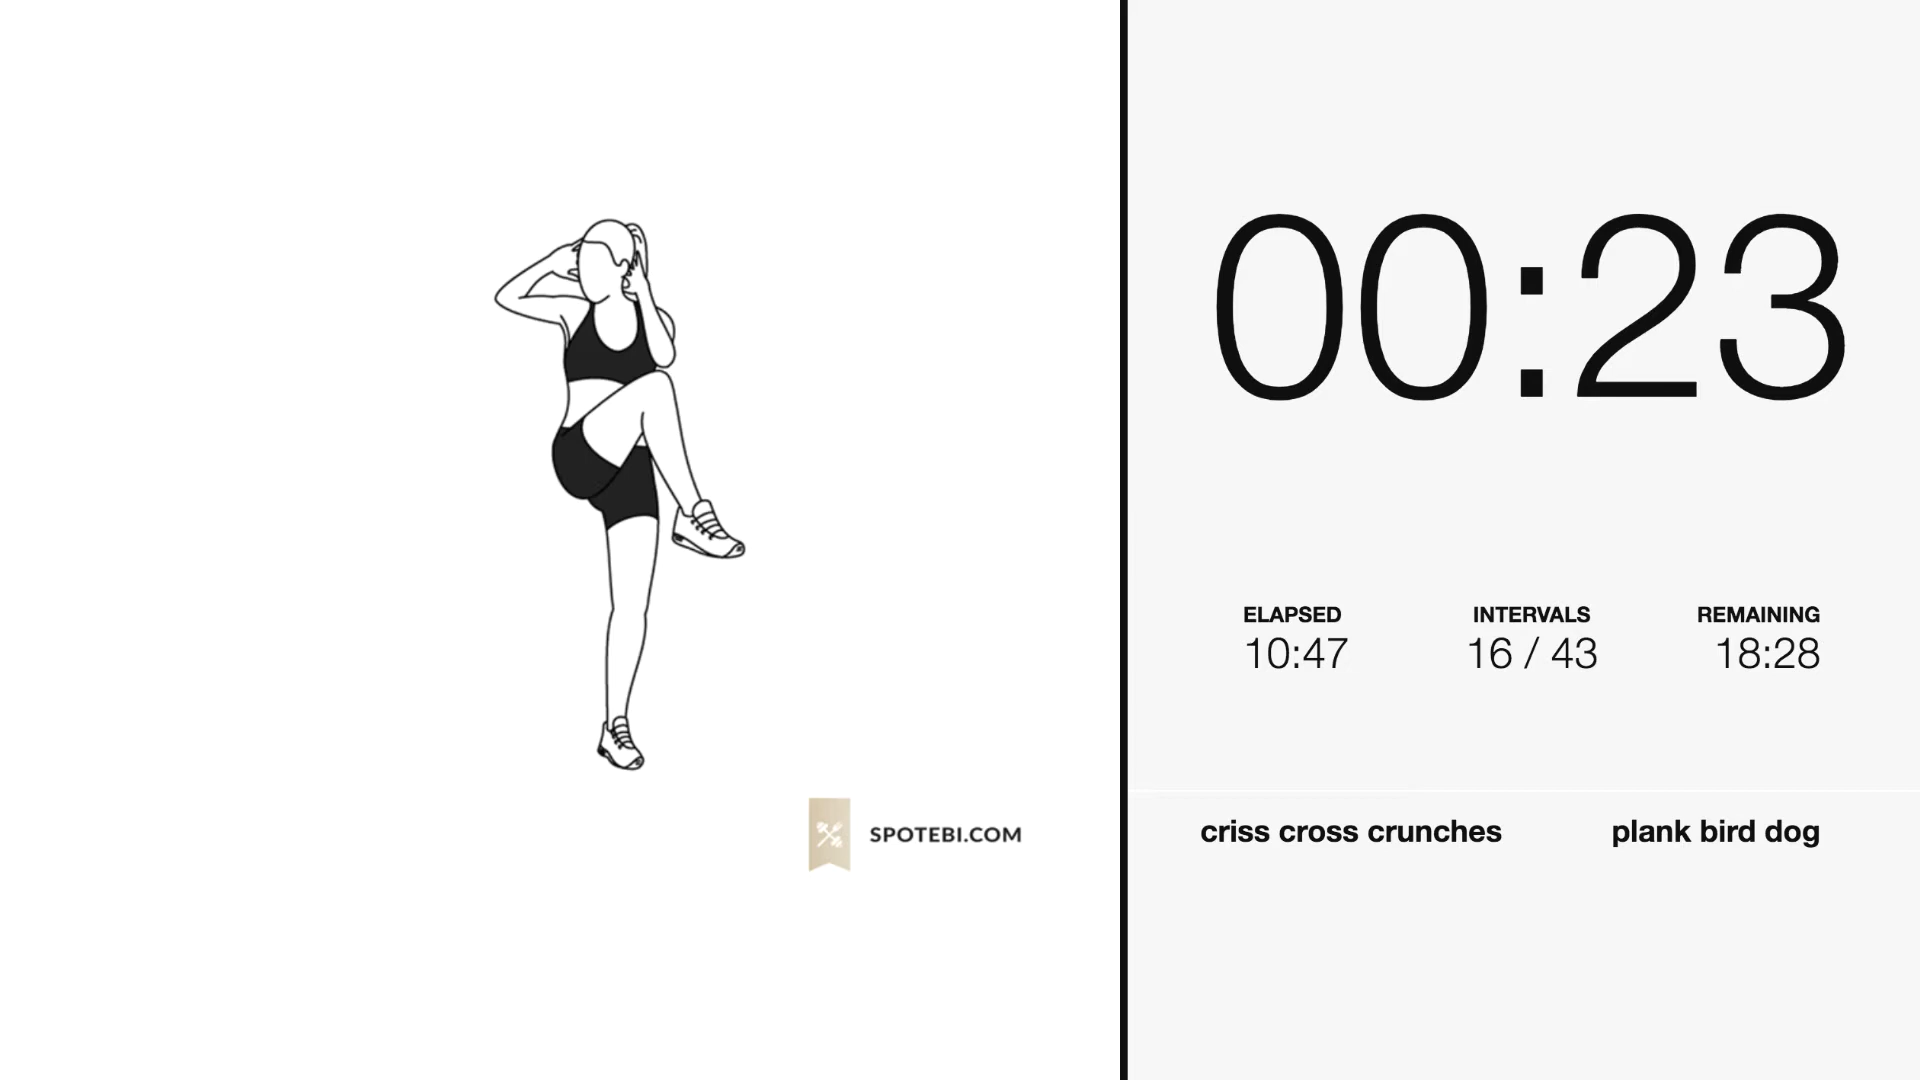 00:23
ELAPSED INTERVALS REMAINING
10:47 16 / 43 18:28
SPOTEBI.COM
criss cross crunches plank bird dog